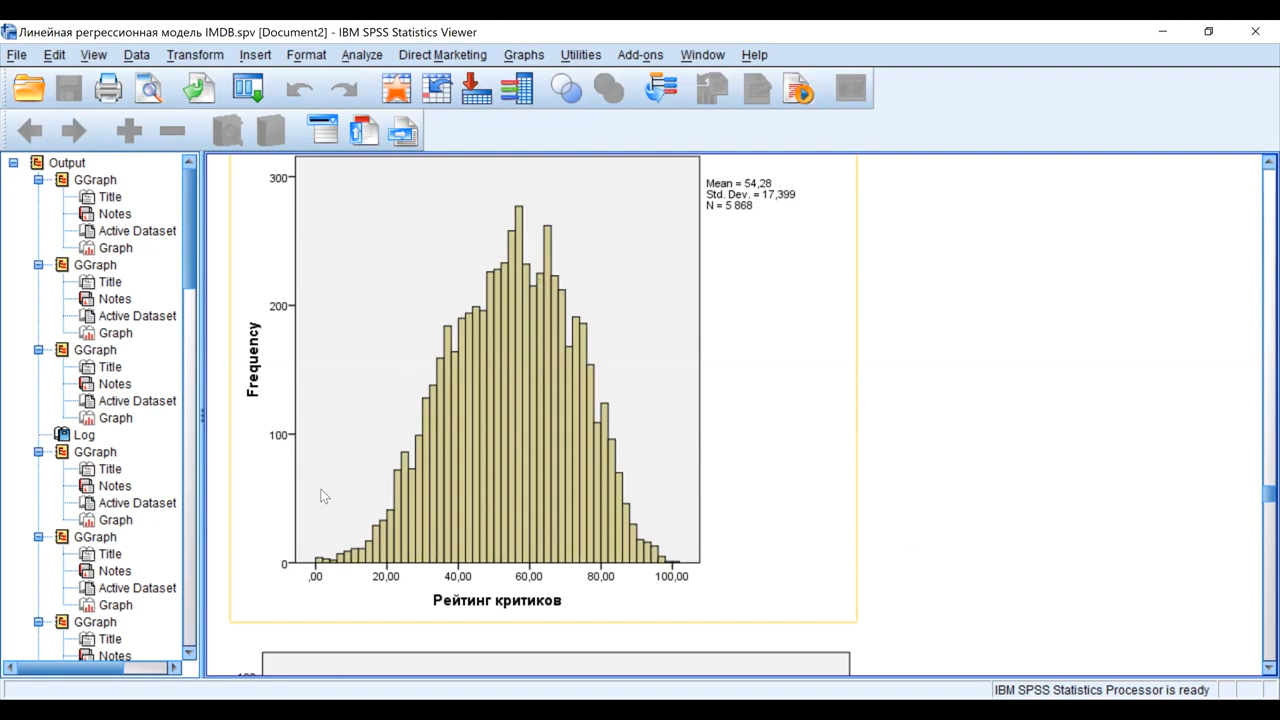 Линейная регрессионная модель IMDB.spv [Document2] - IBM SPSS Statistics Viewer
File Edit View Data Transform Insert Format Analyze Direct Marketing Graphs Utilities Add-ons Window Help
Output
GGraph
Title
Notes
Active Dataset
Graph
GGraph
Title
Notes
Active Dataset
Graph
GGraph
Title
Notes
Active Dataset
Graph
Log
GGraph
Title
Notes
Active Dataset
Graph
GGraph
Title
Notes
Active Dataset
Graph
GGraph
Title
Notes
Mean = 54,28
Std. Dev. = 17,399
N = 5 868
Frequency
300
200
100
0
,00 20,00 40,00 60,00 80,00 100,00
Рейтинг критиков
IBM SPSS Statistics Processor is ready